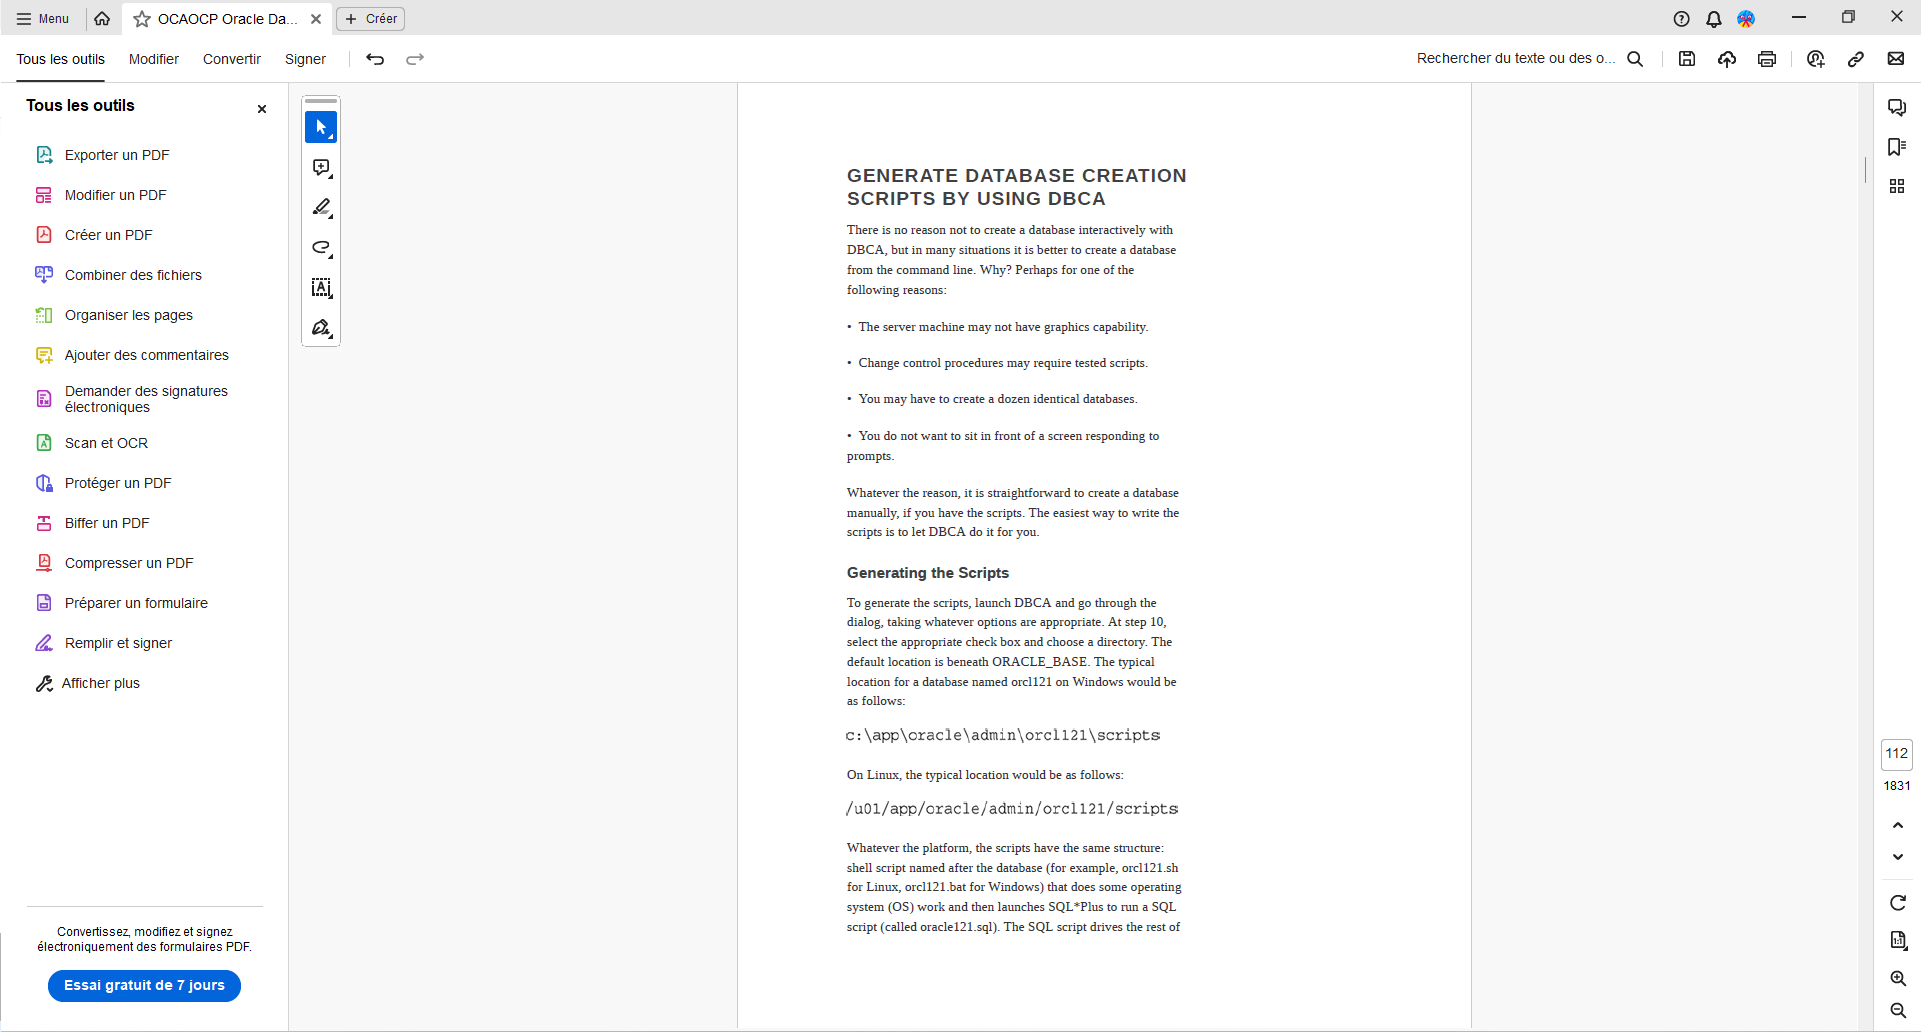 Menu
OCAOCP Oracle Da...
Créer
Tous les outils
Modifier
Convertir
Signer
Rechercher du texte ou des o...
Tous les outils
Exporter un PDF
Modifier un PDF
Créer un PDF
Combiner des fichiers
Organiser les pages
Ajouter des commentaires
Demander des signatures
électroniques
Scan et OCR
Protéger un PDF
Biffer un PDF
Compresser un PDF
Préparer un formulaire
Remplir et signer
Afficher plus
Convertissez, modifiez et signez
électroniquement des formulaires PDF.
Essai gratuit de 7 jours
GENERATE DATABASE CREATION
SCRIPTS BY USING DBCA
There is no reason not to create a database interactively with
DBCA, but in many situations it is better to create a database
from the command line. Why? Perhaps for one of the
following reasons:
• The server machine may not have graphics capability.
• Change control procedures may require tested scripts.
• You may have to create a dozen identical databases.
• You do not want to sit in front of a screen responding to
prompts.
Whatever the reason, it is straightforward to create a database
manually, if you have the scripts. The easiest way to write the
scripts is to let DBCA do it for you.
Generating the Scripts
To generate the scripts, launch DBCA and go through the
dialog, taking whatever options are appropriate. At step 10,
select the appropriate check box and choose a directory. The
default location is beneath ORACLE_BASE. The typical
location for a database named orcl121 on Windows would be
as follows:
c:\app\oracle\admin\orcl121\scripts
On Linux, the typical location would be as follows:
/u01/app/oracle/admin/orcl121/scripts
Whatever the platform, the scripts have the same structure:
shell script named after the database (for example, orcl121.sh
for Linux, orcl121.bat for Windows) that does some operating
system (OS) work and then launches SQL*Plus to run a SQL
script (called oracle121.sql). The SQL script drives the rest of
112
1831